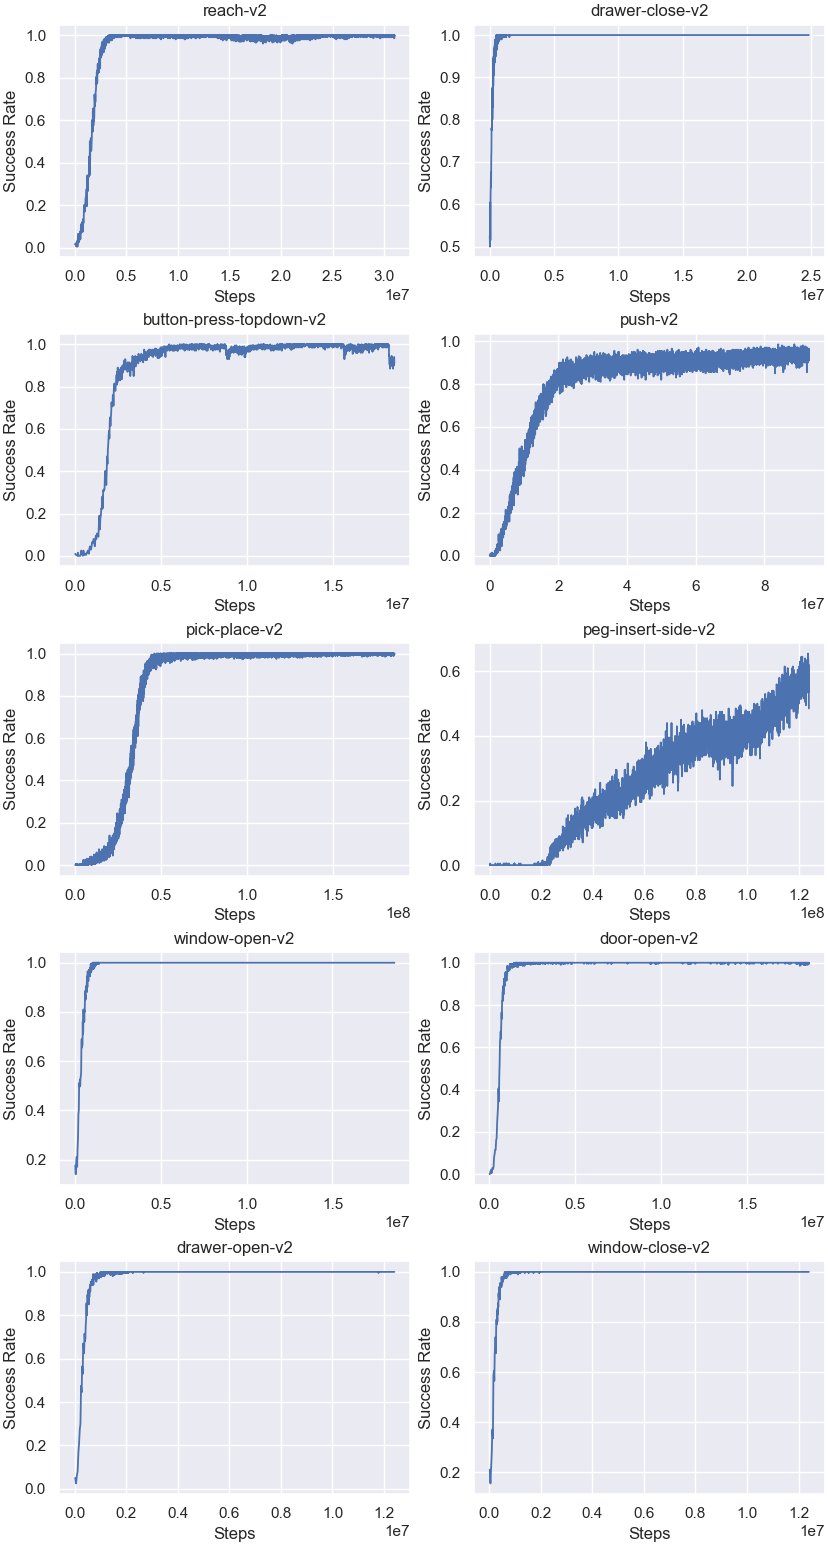 reach-v2
drawer-close-v2
1.0
0.8
0.6
0.4
0.2
0.0
Success Rate
0.0 0.5 1.0 1.5 2.0 2.5 3.0
Steps
1e7
1.0
0.9
0.8
0.7
0.6
0.5
Success Rate
0.0 0.5 1.0 1.5 2.0 2.5
Steps
1e7
button-press-topdown-v2
push-v2
1.0
0.8
0.6
0.4
0.2
0.0
Success Rate
0.0 0.5 1.0 1.5
Steps
1e7
1.0
0.8
0.6
0.4
0.2
0.0
Success Rate
0 2 4 6 8
Steps
1e7
pick-place-v2
peg-insert-side-v2
1.0
0.8
0.6
0.4
0.2
0.0
Success Rate
0.0 0.5 1.0 1.5
Steps
1e8
0.6
0.4
0.2
0.0
Success Rate
0.0 0.2 0.4 0.6 0.8 1.0 1.2
Steps
1e8
window-open-v2
door-open-v2
1.0
0.8
0.6
0.4
0.2
Success Rate
0.0 0.5 1.0 1.5
Steps
1e7
1.0
0.8
0.6
0.4
0.2
0.0
Success Rate
0.0 0.5 1.0 1.5
Steps
1e7
drawer-open-v2
window-close-v2
1.0
0.8
0.6
0.4
0.2
0.0
Success Rate
0.0 0.2 0.4 0.6 0.8 1.0 1.2
Steps
1e7
1.0
0.8
0.6
0.4
0.2
Success Rate
0.0 0.2 0.4 0.6 0.8 1.0 1.2
Steps
1e7